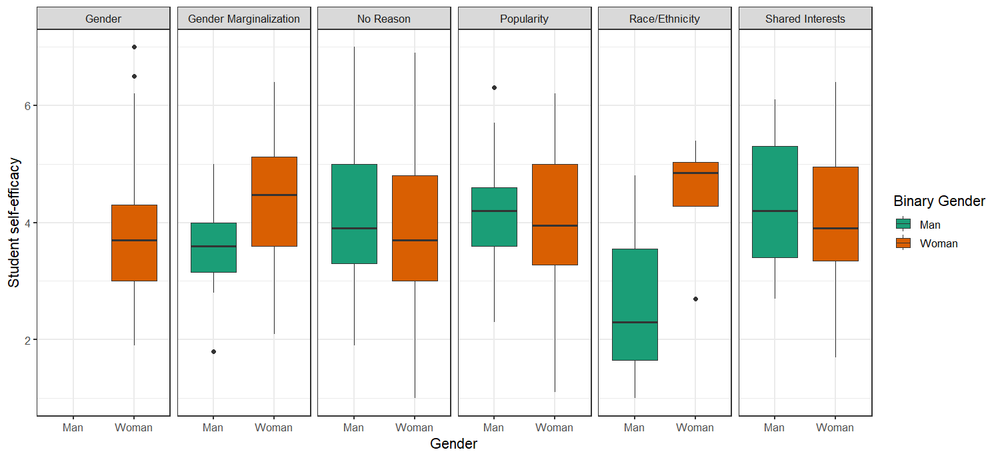 Gender
Gender Marginalization
No Reason
Popularity
Race/Ethnicity
Shared Interests
Student self-efficacy
6
4
2
Man
Woman
Man
Woman
Man
Woman
Man
Woman
Man
Woman
Man
Woman
Gender
Binary Gender
Man
Woman